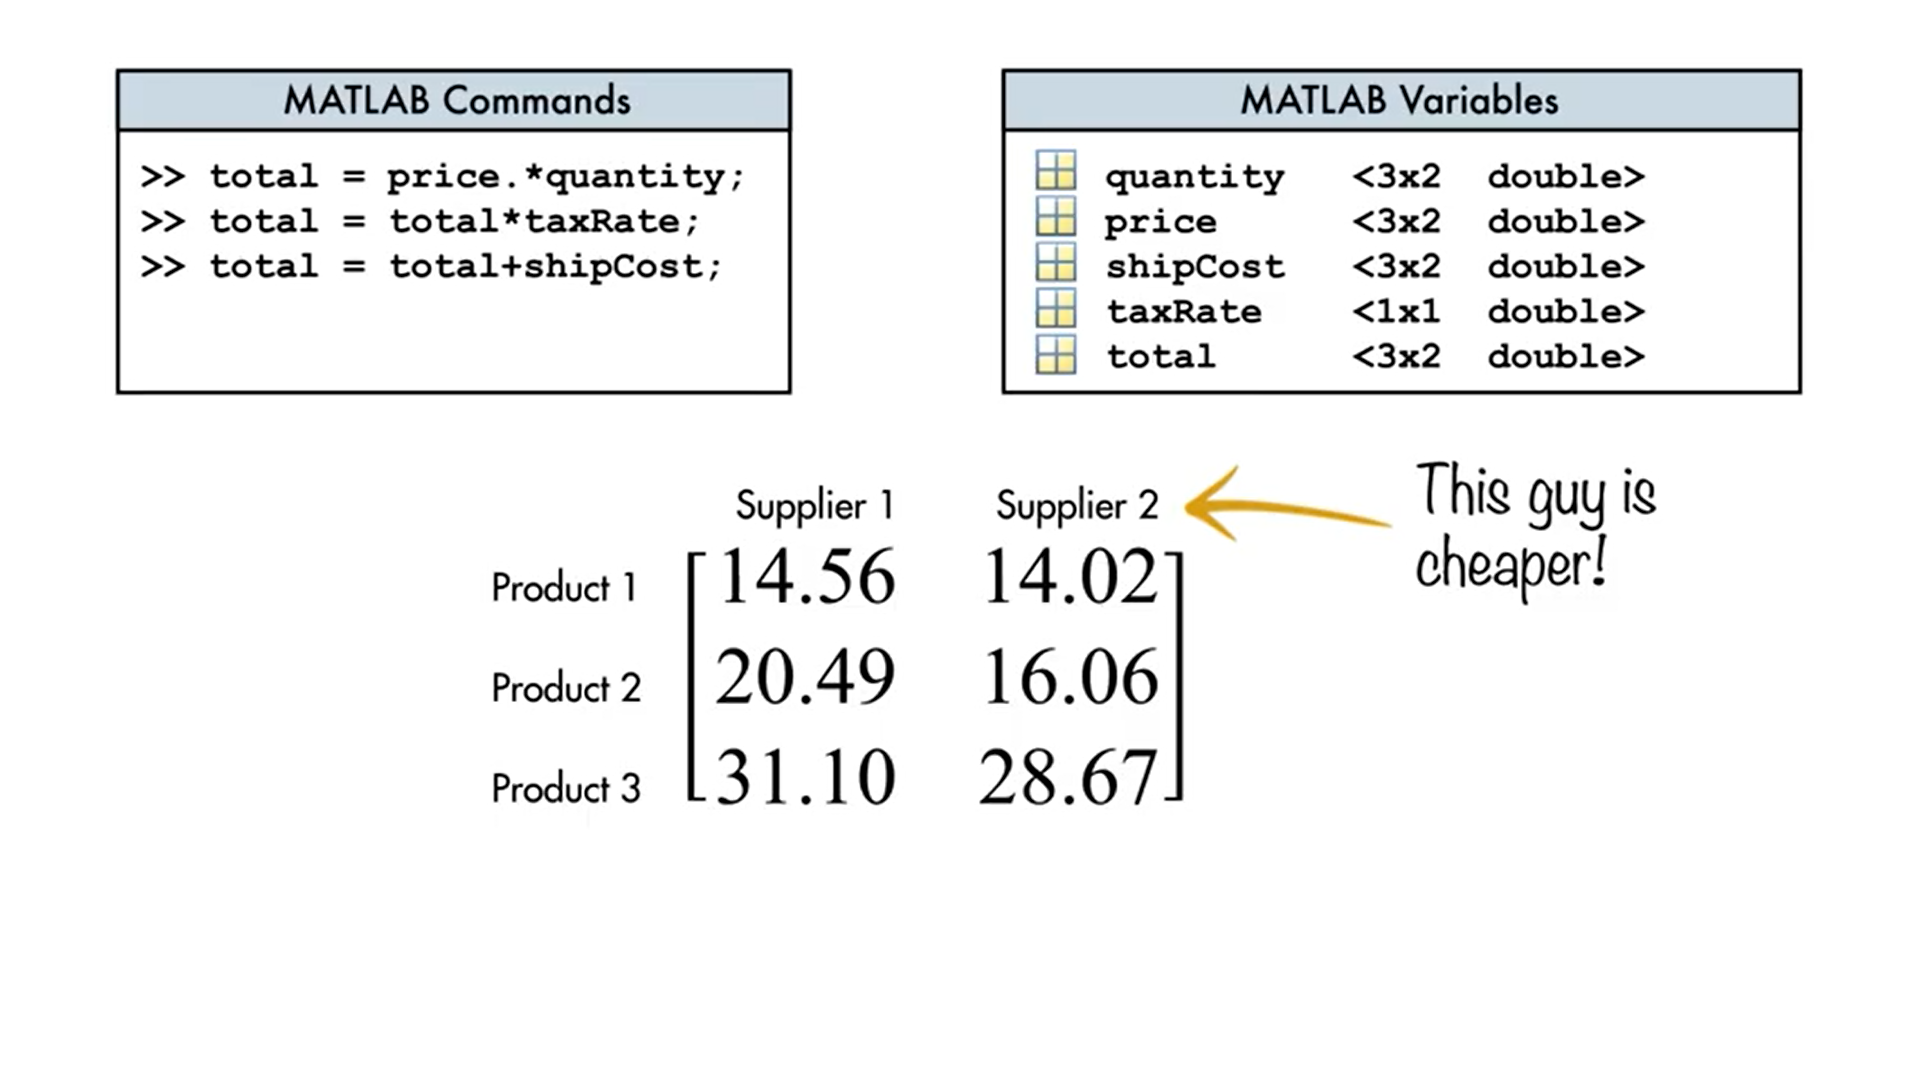 MATLAB Commands
>> total = price.*quantity;
>> total = total*taxRate;
>> total = total+shipCost;
MATLAB Variables
quantity <3x2 double>
price <3x2 double>
shipCost <3x2 double>
taxRate <1x1 double>
total <3x2 double>
Supplier 1 Supplier 2
This guy is
cheaper!
Product 1 14.56 14.02
Product 2 20.49 16.06
Product 3 31.10 28.67